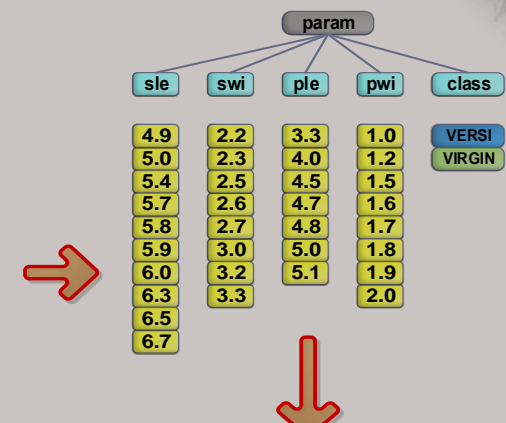 param
sle swi ple pwi class
4.9 2.2 3.3 1.0 VERSI
5.0 2.3 4.0 1.2 VIRGIN
5.4 2.5 4.5 1.5
5.7 2.6 4.7 1.6
5.8 2.7 4.8 1.7
5.9 3.0 5.0 1.8
6.0 3.2 5.1 1.9
6.3 3.3 2.0
6.5
6.7